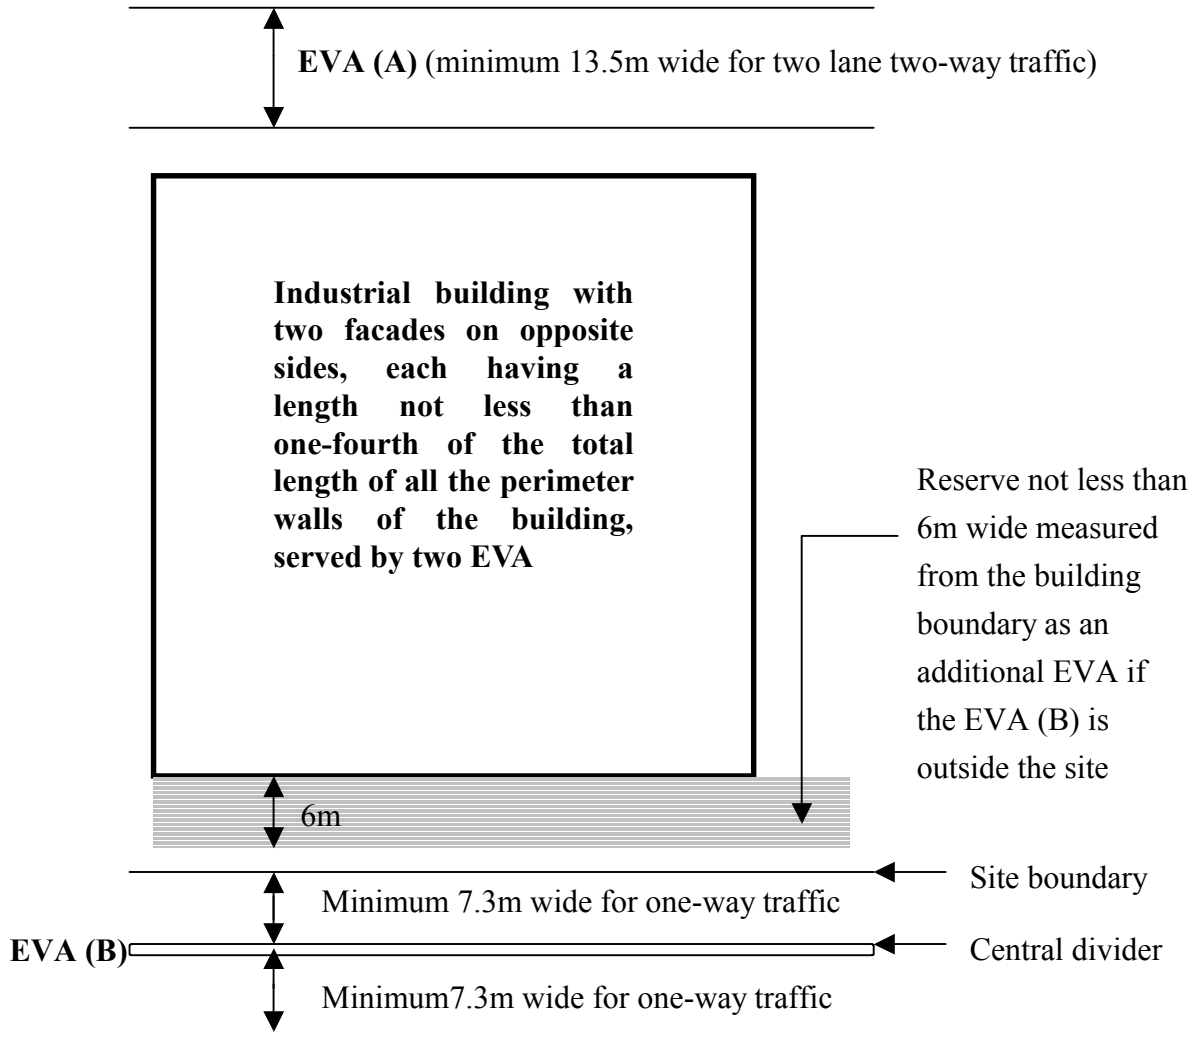 EVA (A) (minimum 13.5m wide for two lane two-way traffic)
Industrial building with
two facades on opposite
sides, each having a
length not less than
one-fourth of the total
length of all the perimeter
walls of the building,
served by two EVA
Reserve not less than
6m wide measured
from the building
boundary as an
additional EVA if
the EVA (B) is
outside the site
6m
Site boundary
Minimum 7.3m wide for one-way traffic
EVA (B)
Central divider
Minimum7.3m wide for one-way traffic